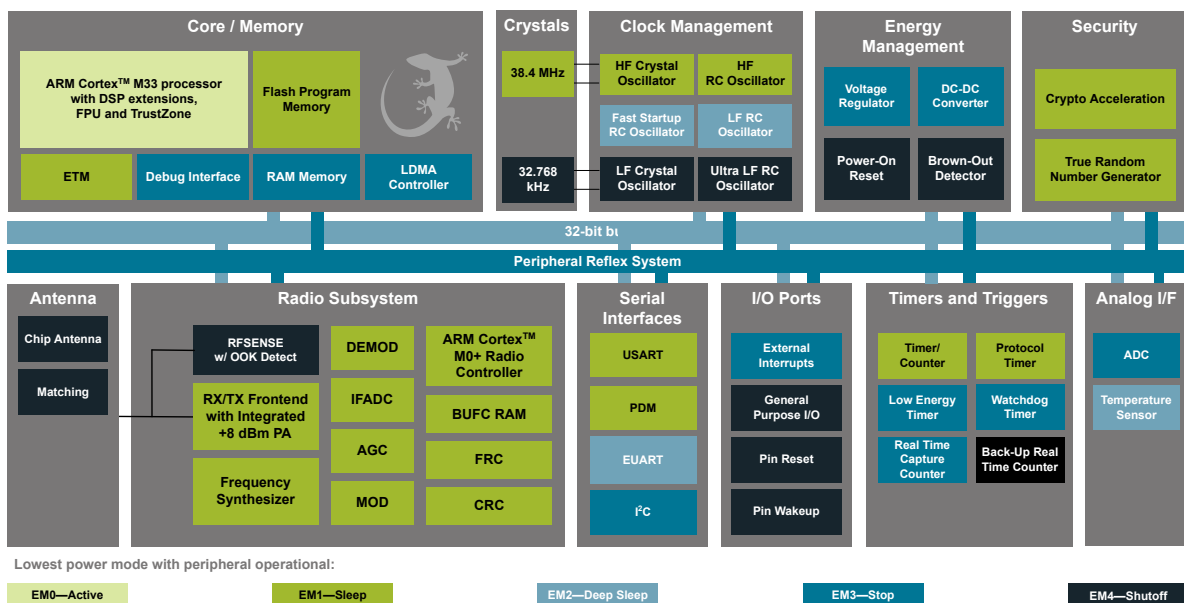 Core / Memory
ARM Cortex™ M33 processor
with DSP extensions,
FPU and TrustZone
Flash Program
Memory
ETM
Debug Interface
RAM Memory
LDMA
Controller
Crystals
38.4 MHz
32.768
kHz
Clock Management
HF Crystal
Oscillator
HF
RC Oscillator
Fast Startup
RC Oscillator
LF RC
Oscillator
LF Crystal
Oscillator
Ultra LF RC
Oscillator
Energy
Management
Voltage
Regulator
DC-DC
Converter
Power-On
Reset
Brown-Out
Detector
Security
Crypto Acceleration
True Random
Number Generator
32-bit bu
Peripheral Reflex System
Antenna
Chip Antenna
Matching
Radio Subsystem
RFSENSE
w/ OOK Detect
RX/TX Frontend
with Integrated
+8 dBm PA
Frequency
Synthesizer
DEMOD
IFADC
AGC
MOD
ARM Cortex™
M0+ Radio
Controller
BUFC RAM
FRC
CRC
Serial
Interfaces
USART
PDM
EUART
I²C
I/O Ports
External
Interrupts
General
Purpose I/O
Pin Reset
Pin Wakeup
Timers and Triggers
Timer/
Counter
Protocol
Timer
Low Energy
Timer
Watchdog
Timer
Real Time
Capture
Counter
Back-Up Real
Time Counter
Analog I/F
ADC
Temperature
Sensor
Lowest power mode with peripheral operational:
EM0—Active
EM1—Sleep
EM2—Deep Sleep
EM3—Stop
EM4—Shutoff